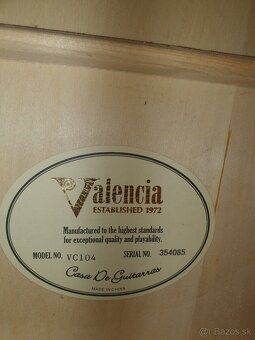 Valencia
ESTABLISHED 1972
Manufactured to the highest standards
for exceptional quality and playability.
MODEL NO. VC104 SERIAL NO. 354085
Casa De Guitarras
MADE IN CHINA
Bazos.sk